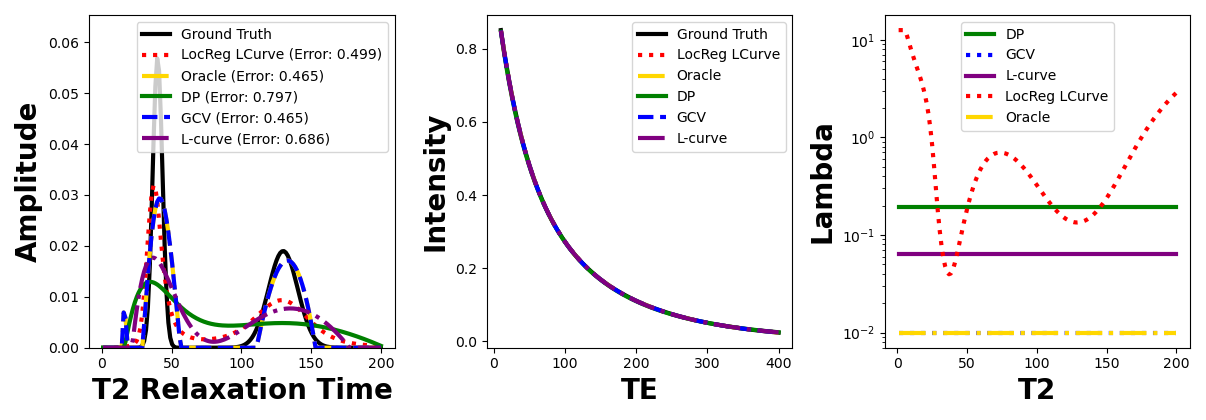 0.06
0.05
0.04
0.03
0.02
0.01
0.00
0
50
100
150
200
Amplitude
T2 Relaxation Time
Ground Truth
LocReg LCurve (Error: 0.499)
Oracle (Error: 0.465)
DP (Error: 0.797)
GCV (Error: 0.465)
L-curve (Error: 0.686)
0.8
0.6
0.4
0.2
0.0
0
100
200
300
400
Intensity
TE
Ground Truth
LocReg LCurve
Oracle
DP
GCV
L-curve
10¹
10⁰
10⁻¹
10⁻²
0
50
100
150
200
Lambda
T2
DP
GCV
L-curve
LocReg LCurve
Oracle